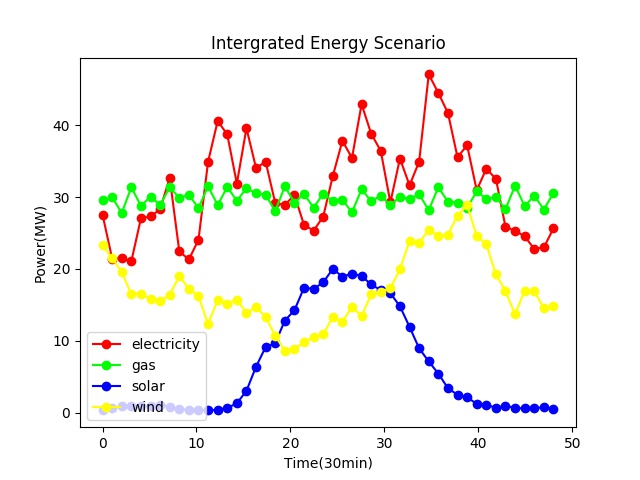 Intergrated Energy Scenario
Power(MW)
40
30
20
10
0
electricity
gas
solar
wind
0 10 20 30 40 50
Time(30min)